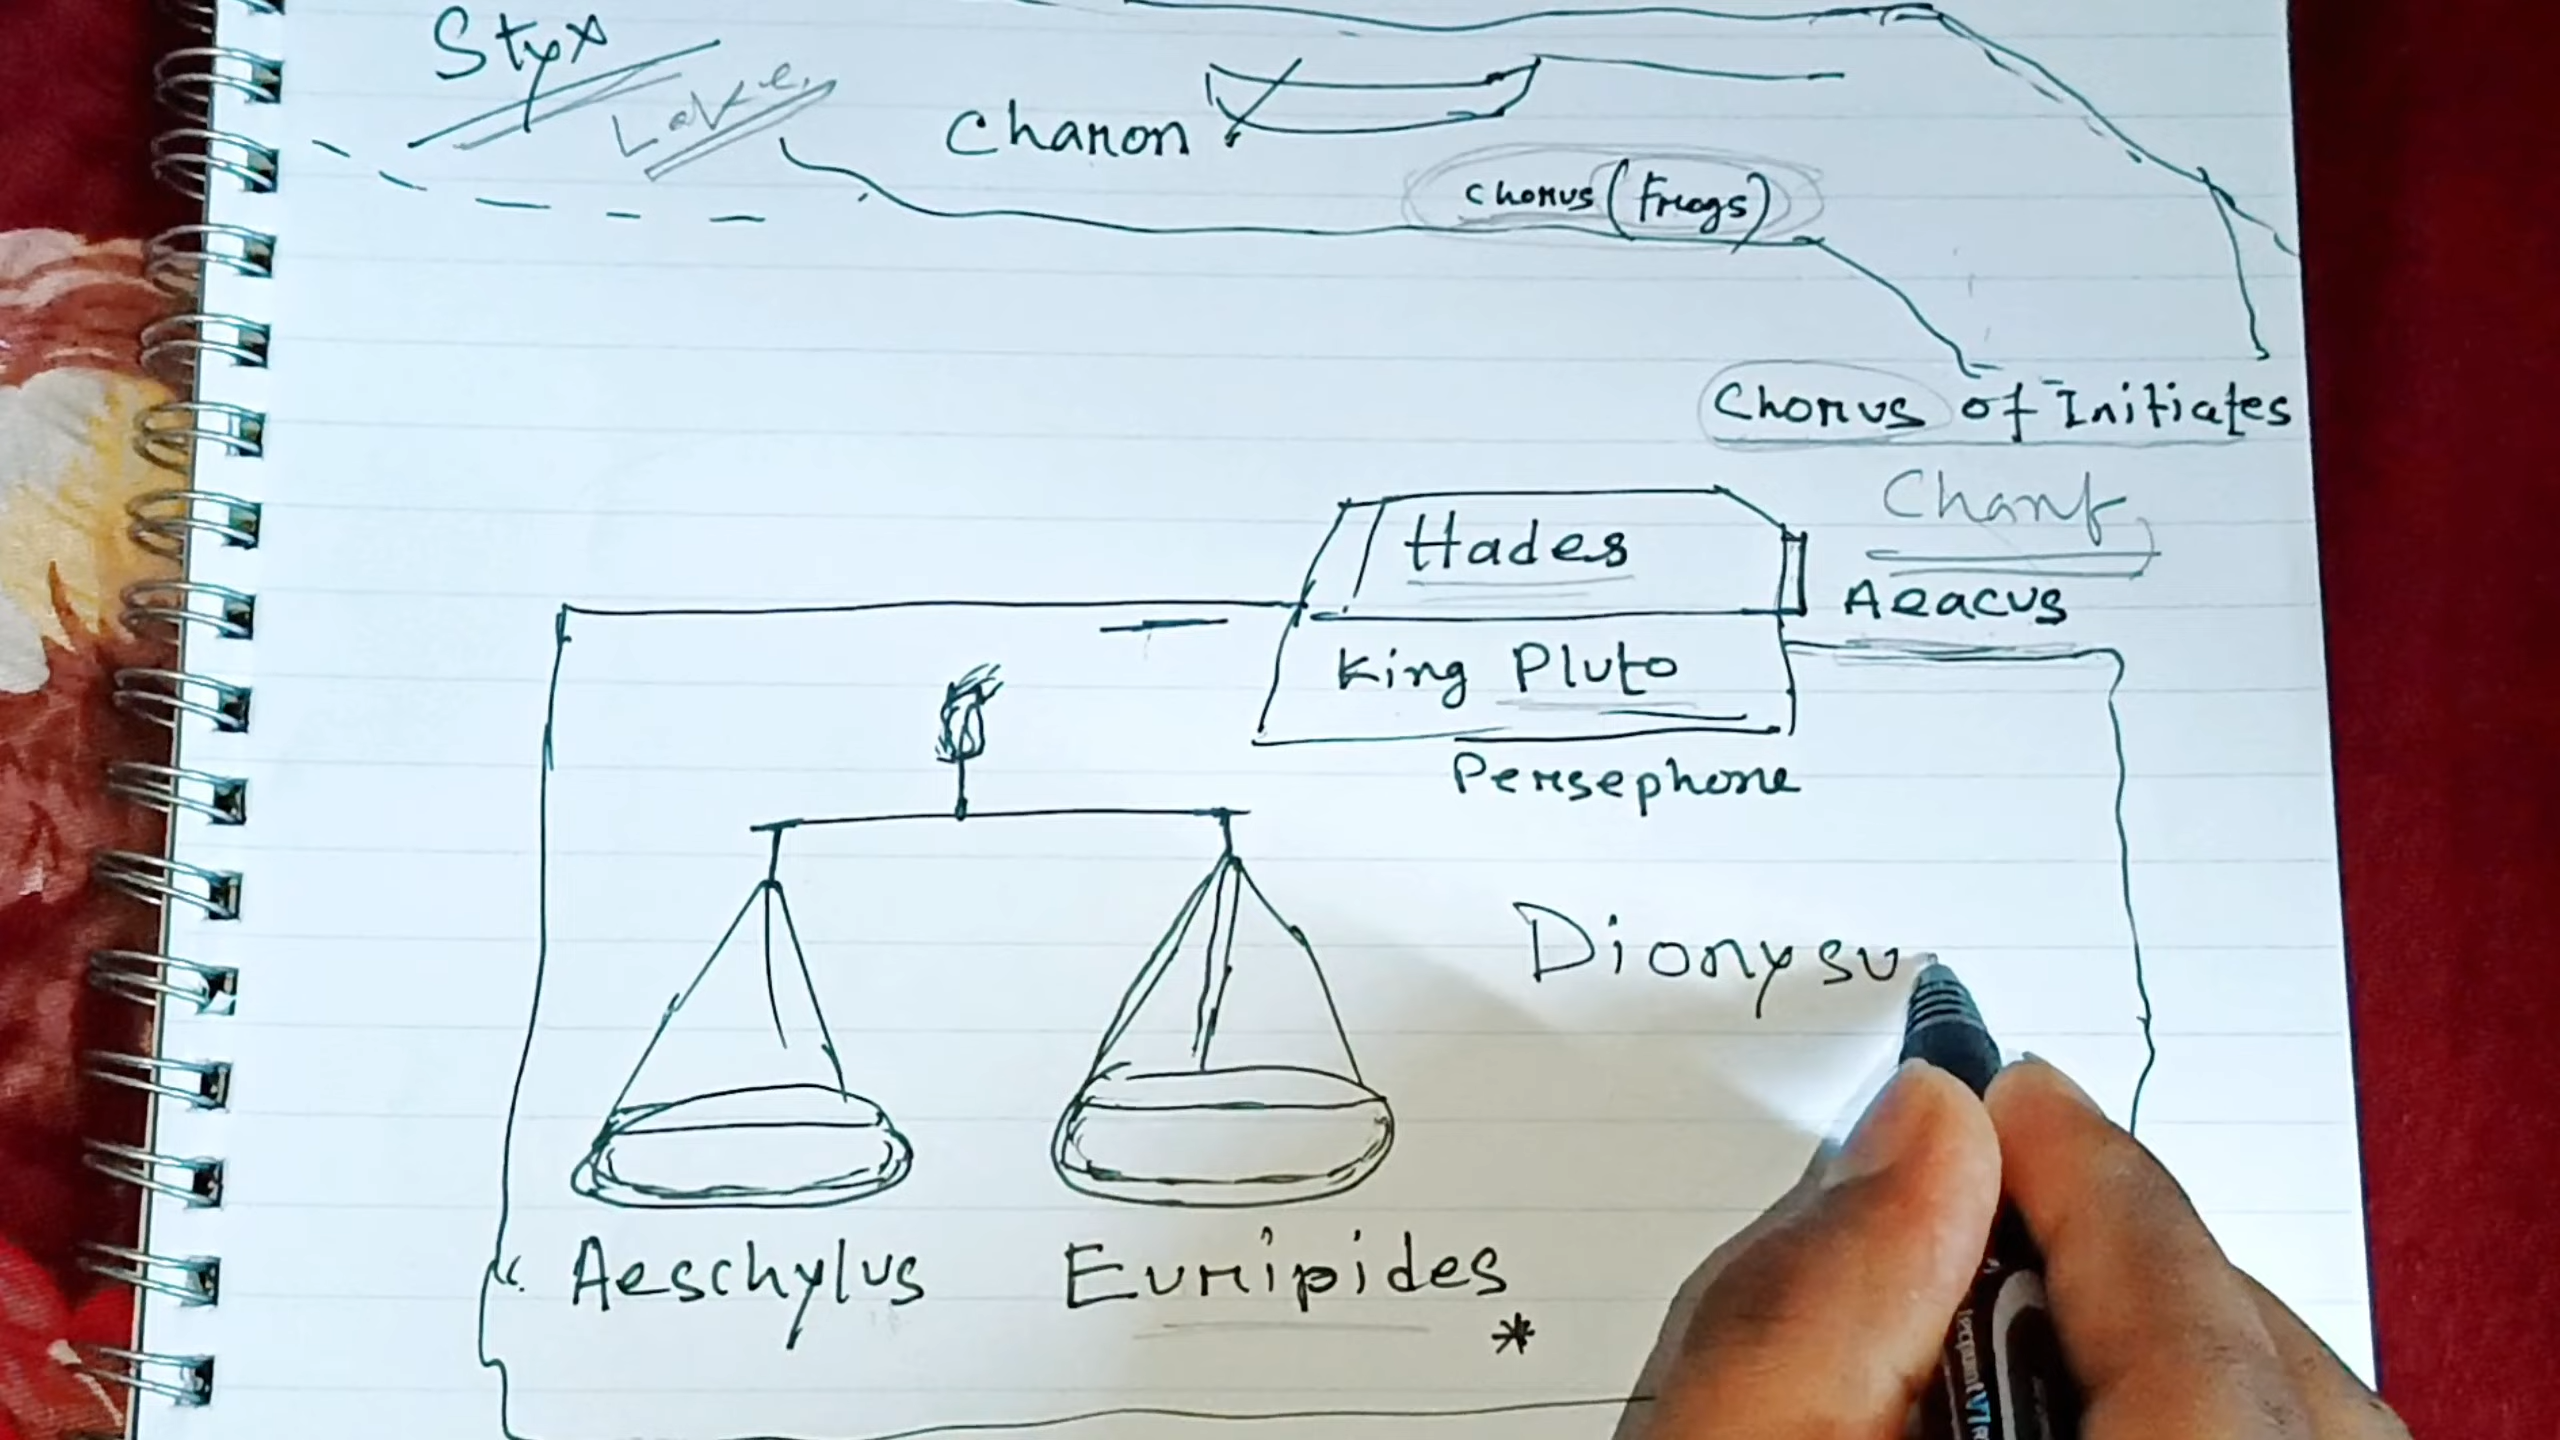 Styx
Lake
Charon
Chorus (Frogs)
Chorus of Initiates
Chant
Hades
Aeacus
King Pluto
Persephone
Dionysu
Aeschylus
Euripides
*